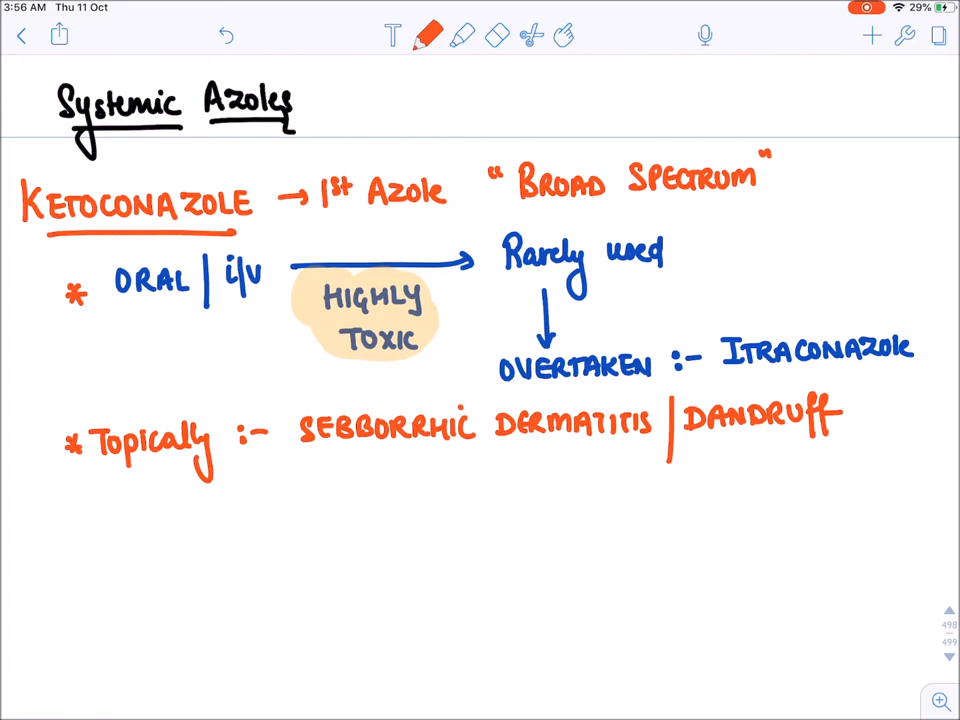 3:56 AM Thu 11 Oct 29%
T
Systemic Azoles
KETOCONAZOLE → 1st Azole "BROAD SPECTRUM"
* ORAL | i/v → Rarely used
HIGHLY
TOXIC
↓
OVERTAKEN :- ITRACONAZOLE
* Topically :- SEBBORRHIC DERMATITIS | DANDRUFF
498
499